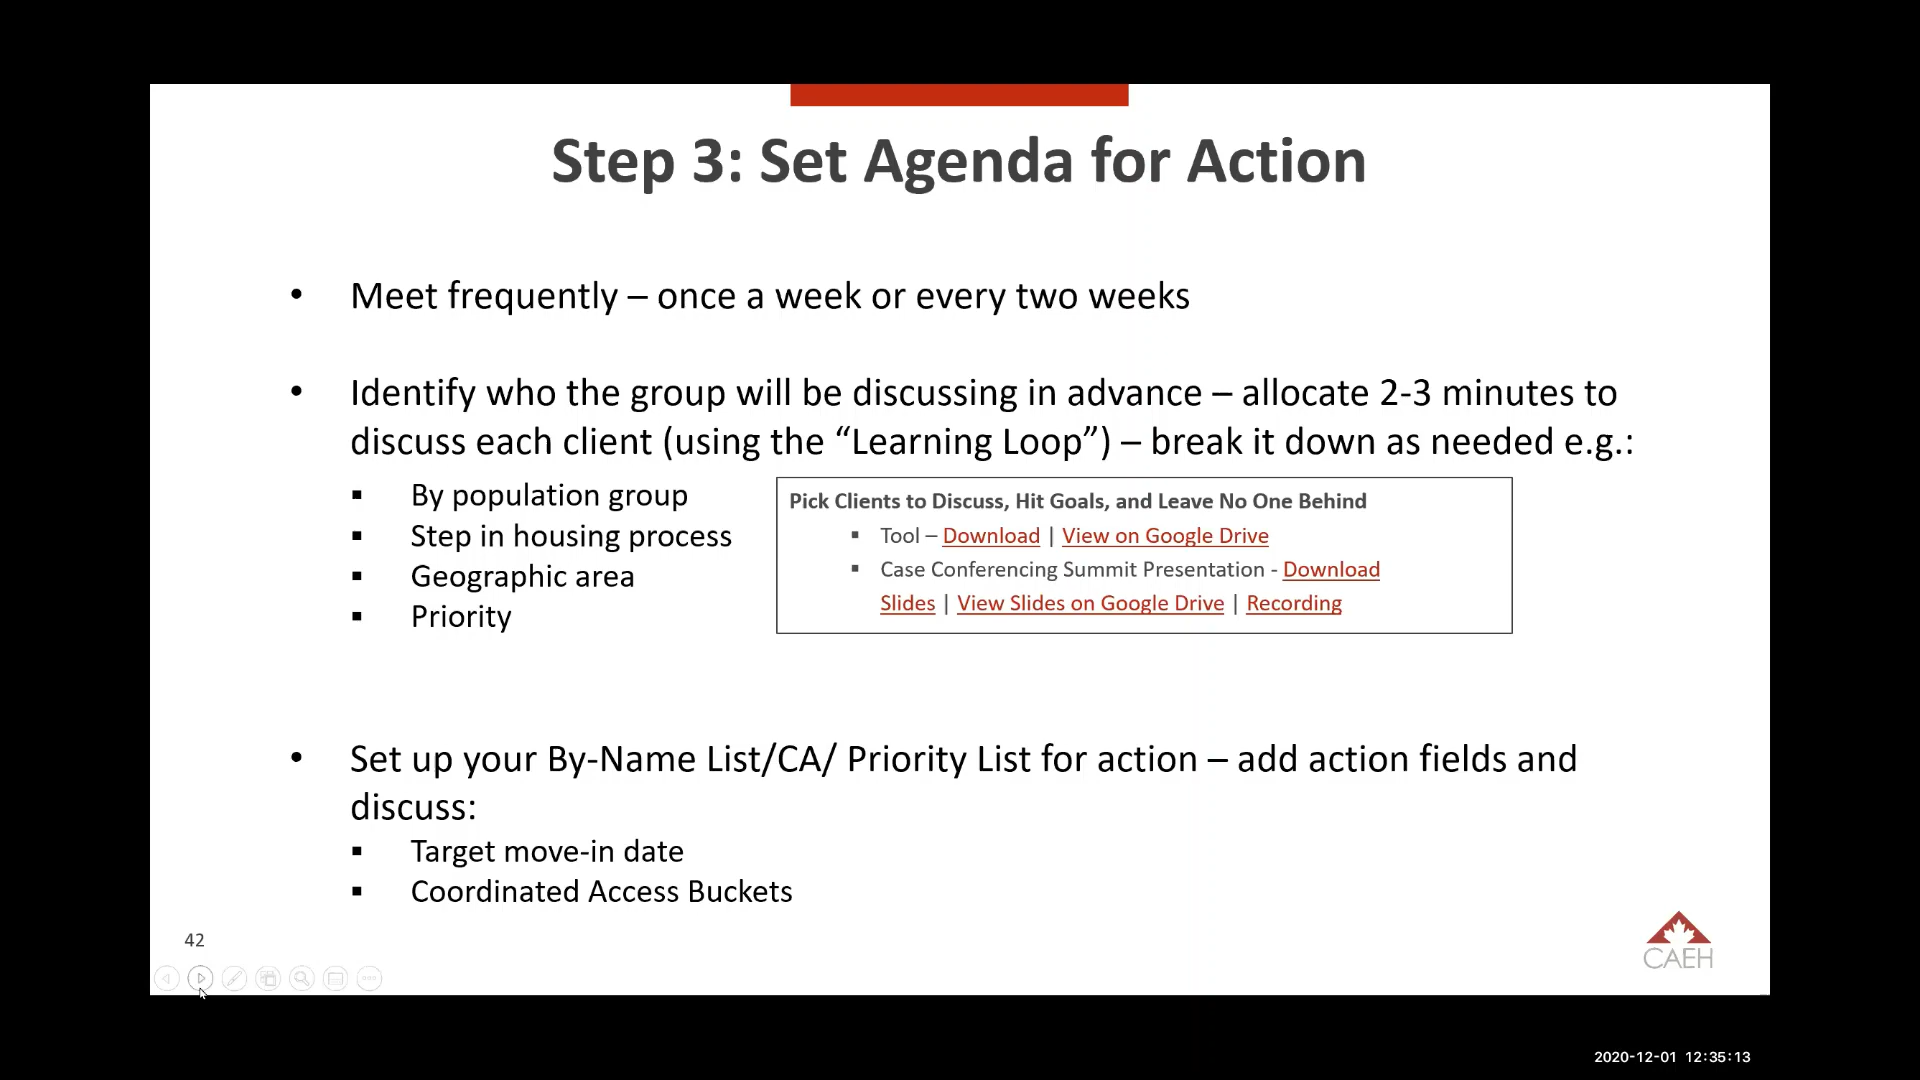 Step 3: Set Agenda for Action
• Meet frequently – once a week or every two weeks
• Identify who the group will be discussing in advance – allocate 2-3 minutes to
discuss each client (using the “Learning Loop”) – break it down as needed e.g.:
▪ By population group
▪ Step in housing process
▪ Geographic area
▪ Priority
Pick Clients to Discuss, Hit Goals, and Leave No One Behind
▪ Tool – Download | View on Google Drive
▪ Case Conferencing Summit Presentation - Download
Slides | View Slides on Google Drive | Recording
• Set up your By-Name List/CA/ Priority List for action – add action fields and
discuss:
▪ Target move-in date
▪ Coordinated Access Buckets
42
CAEH
2020-12-01 12:35:13